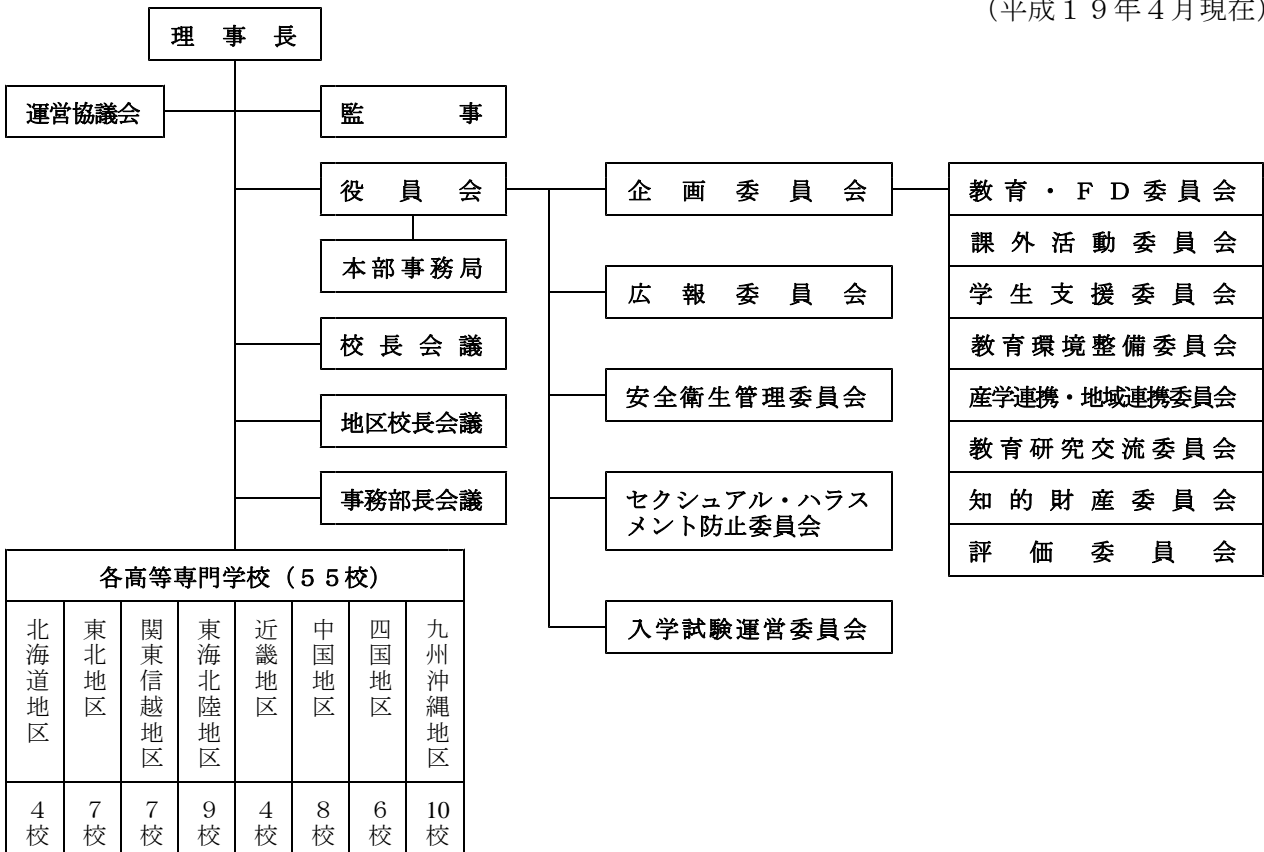 （平成１９年４月現在）
理事長
運営協議会
監事
役員会
企画委員会
教育・ＦＤ委員会
課外活動委員会
本部事務局
広報委員会
学生支援委員会
校長会議
教育環境整備委員会
安全衛生管理委員会
産学連携・地域連携委員会
地区校長会議
教育研究交流委員会
事務部長会議
セクシュアル・ハラス
メント防止委員会
知的財産委員会
評価委員会
入学試験運営委員会
各高等専門学校（５５校）
北海道地区
東北地区
関東信越地区
東海北陸地区
近畿地区
中国地区
四国地区
九州沖縄地区
４校
７校
７校
９校
４校
８校
６校
10校